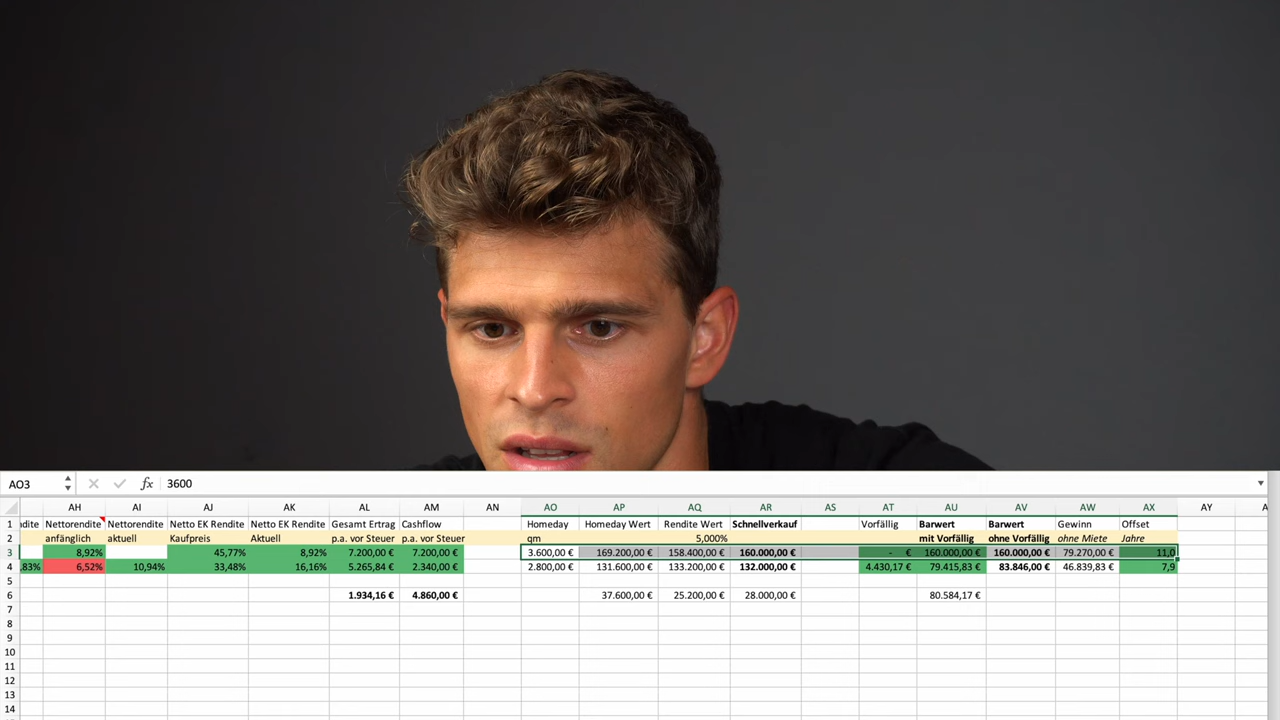 AO3 fx 3600
AH AI AJ AK AL AM AN AO AP AQ AR AS AT AU AV AW AX AY A
1 dite Nettorendite Nettorendite Netto EK Rendite Netto EK Rendite Gesamt Ertrag Cashflow Homeday Homeday Wert Rendite Wert Schnellverkauf Vorfällig Barwert Barwert Gewinn Offset
2 anfänglich aktuell Kaufpreis Aktuell p.a. vor Steuer p.a. vor Steuer qm 5,000% mit Vorfällig ohne Vorfällig ohne Miete Jahre
3 8,92% 45,77% 8,92% 7.200,00 € 7.200,00 € 3.600,00 € 169.200,00 € 158.400,00 € 160.000,00 € - € 160.000,00 € 160.000,00 € 79.270,00 € 11,0
4 ,83% 6,52% 10,94% 33,48% 16,16% 5.265,84 € 2.340,00 € 2.800,00 € 131.600,00 € 133.200,00 € 132.000,00 € 4.430,17 € 79.415,83 € 83.846,00 € 46.839,83 € 7,9
5
6 1.934,16 € 4.860,00 € 37.600,00 € 25.200,00 € 28.000,00 € 80.584,17 €
7
8
9
10
11
12
13
14